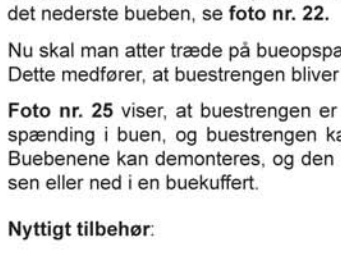 det nederste bueben, se foto nr. 22.
Nu skal man atter træde på bueopspa
Dette medfører, at buestrengen bliver
Foto nr. 25 viser, at buestrengen er
spænding i buen, og buestrengen ka
Buebenene kan demonteres, og den
sen eller ned i en buekuffert.
Nyttigt tilbehør: